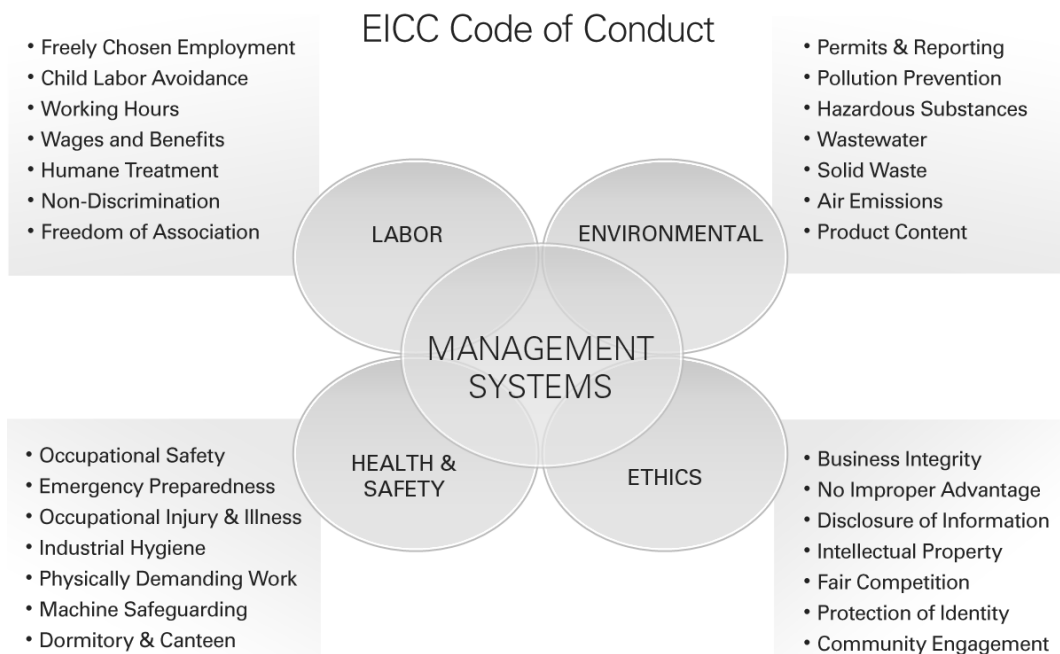 EICC Code of Conduct
• Freely Chosen Employment
• Child Labor Avoidance
• Working Hours
• Wages and Benefits
• Humane Treatment
• Non-Discrimination
• Freedom of Association
• Permits & Reporting
• Pollution Prevention
• Hazardous Substances
• Wastewater
• Solid Waste
• Air Emissions
• Product Content
LABOR
ENVIRONMENTAL
MANAGEMENT
SYSTEMS
HEALTH &
SAFETY
ETHICS
• Occupational Safety
• Emergency Preparedness
• Occupational Injury & Illness
• Industrial Hygiene
• Physically Demanding Work
• Machine Safeguarding
• Dormitory & Canteen
• Business Integrity
• No Improper Advantage
• Disclosure of Information
• Intellectual Property
• Fair Competition
• Protection of Identity
• Community Engagement